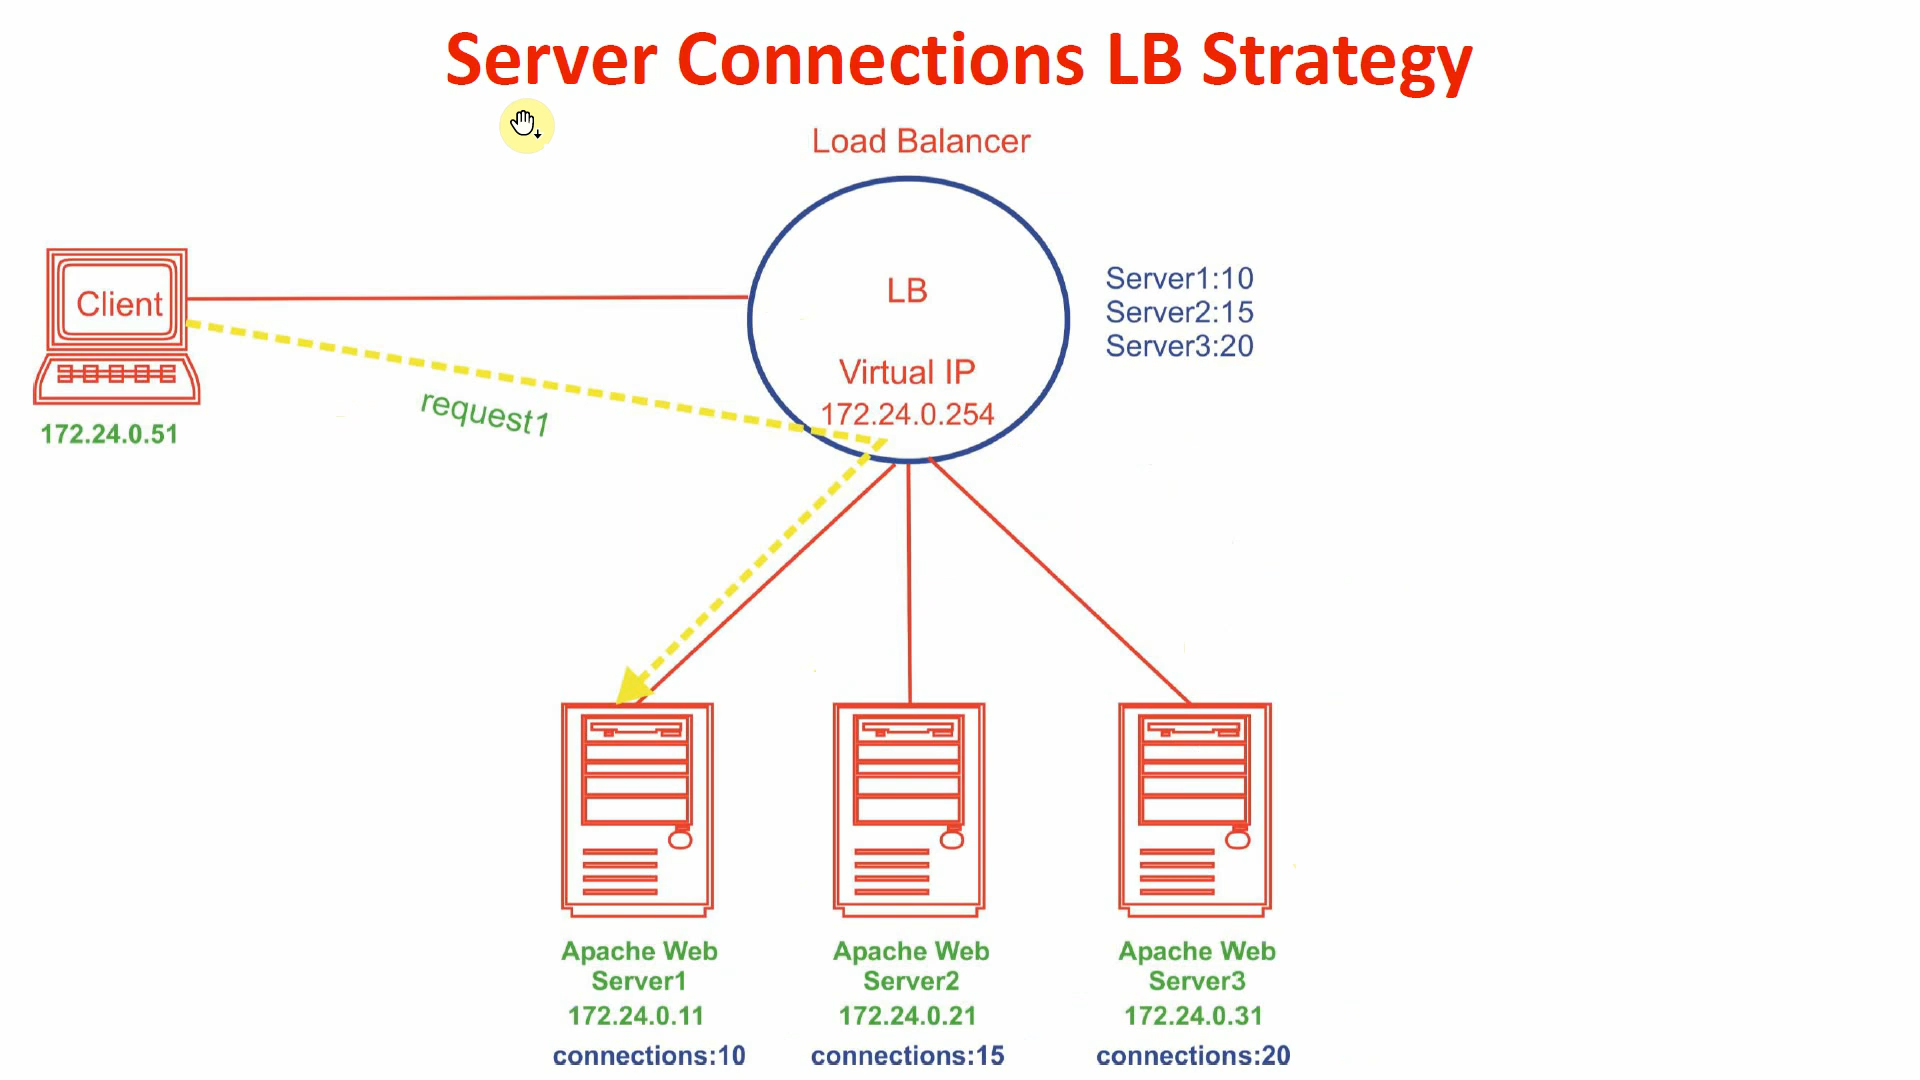 Server Connections LB Strategy
Load Balancer
LB
Virtual IP
172.24.0.254
Server1:10
Server2:15
Server3:20
Client
172.24.0.51
request1
Apache Web
Server1
172.24.0.11
connections:10
Apache Web
Server2
172.24.0.21
connections:15
Apache Web
Server3
172.24.0.31
connections:20